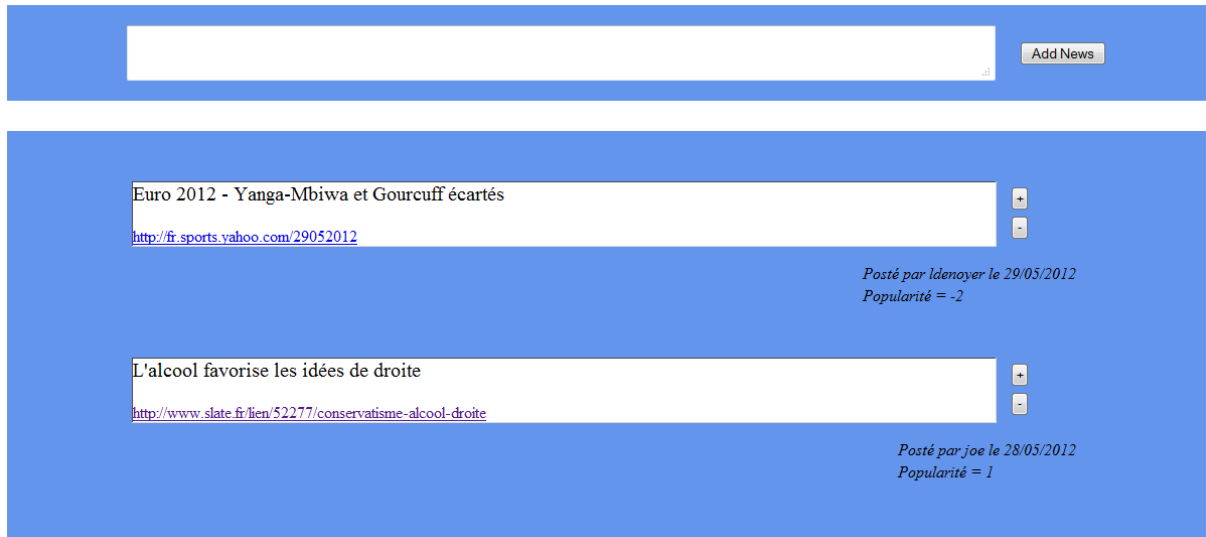 Add News
Euro 2012 - Yanga-Mbiwa et Gourcuff écartés
+
http://fr.sports.yahoo.com/29052012
-
Posté par ldenoyer le 29/05/2012
Popularité = -2
L'alcool favorise les idées de droite
+
http://www.slate.fr/lien/52277/conservatisme-alcool-droite
-
Posté par joe le 28/05/2012
Popularité = 1